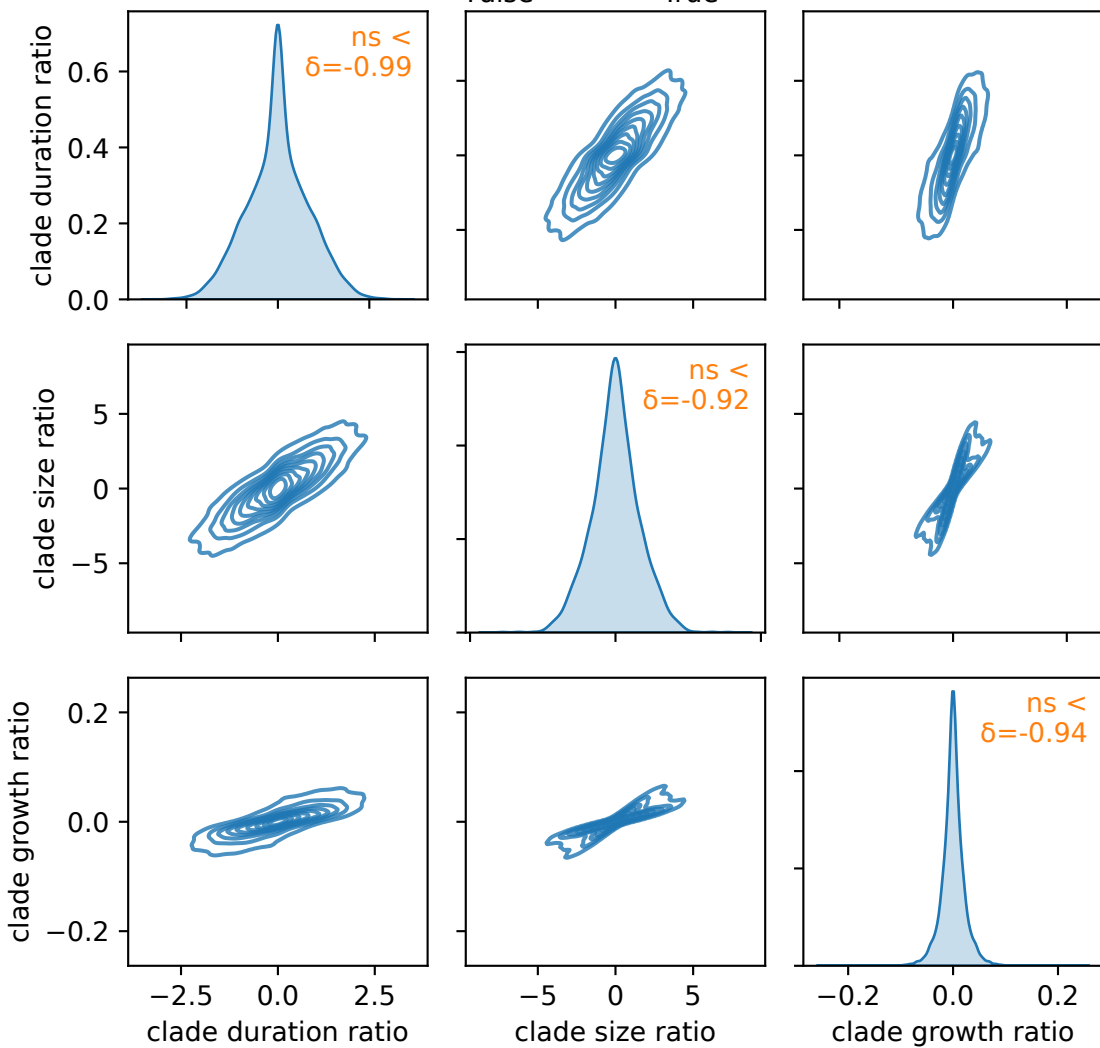 clade duration ratio
0.6
0.4
0.2
0.0
ns <
δ=-0.99
clade size ratio
5
0
−5
ns <
δ=-0.92
clade growth ratio
0.2
0.0
−0.2
ns <
δ=-0.94
−2.5 0.0 2.5
−5 0 5
−0.2 0.0 0.2
clade duration ratio
clade size ratio
clade growth ratio